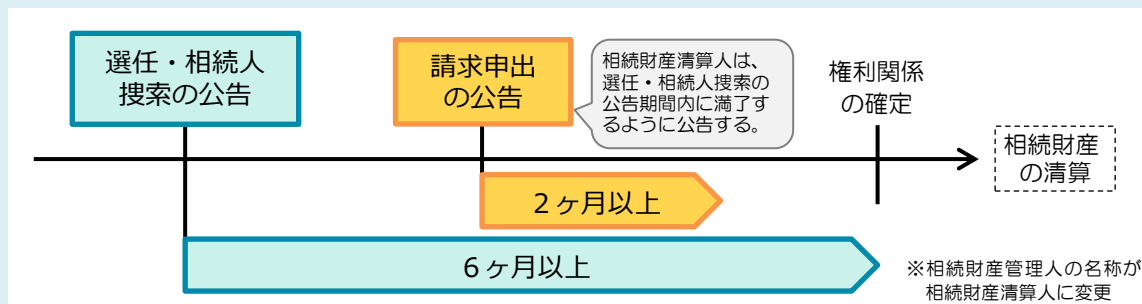 選任・相続人
捜索の公告
請求申出
の公告
相続財産清算人は、
選任・相続人捜索の
公告期間内に満了す
るように公告する。
権利関係
の確定
相続財産
の清算
２ヶ月以上
６ヶ月以上
※相続財産管理人の名称が
相続財産清算人に変更